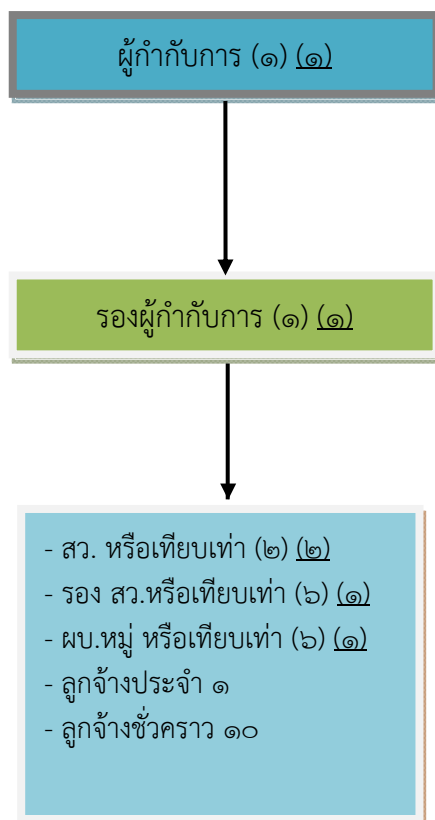 ผู้กำกับการ (๑) (๑)
รองผู้กำกับการ (๑) (๑)
- สว. หรือเทียบเท่า (๒) (๒)
- รอง สว.หรือเทียบเท่า (๖) (๑)
- ผบ.หมู่ หรือเทียบเท่า (๖) (๑)
- ลูกจ้างประจำ ๑
- ลูกจ้างชั่วคราว ๑๐